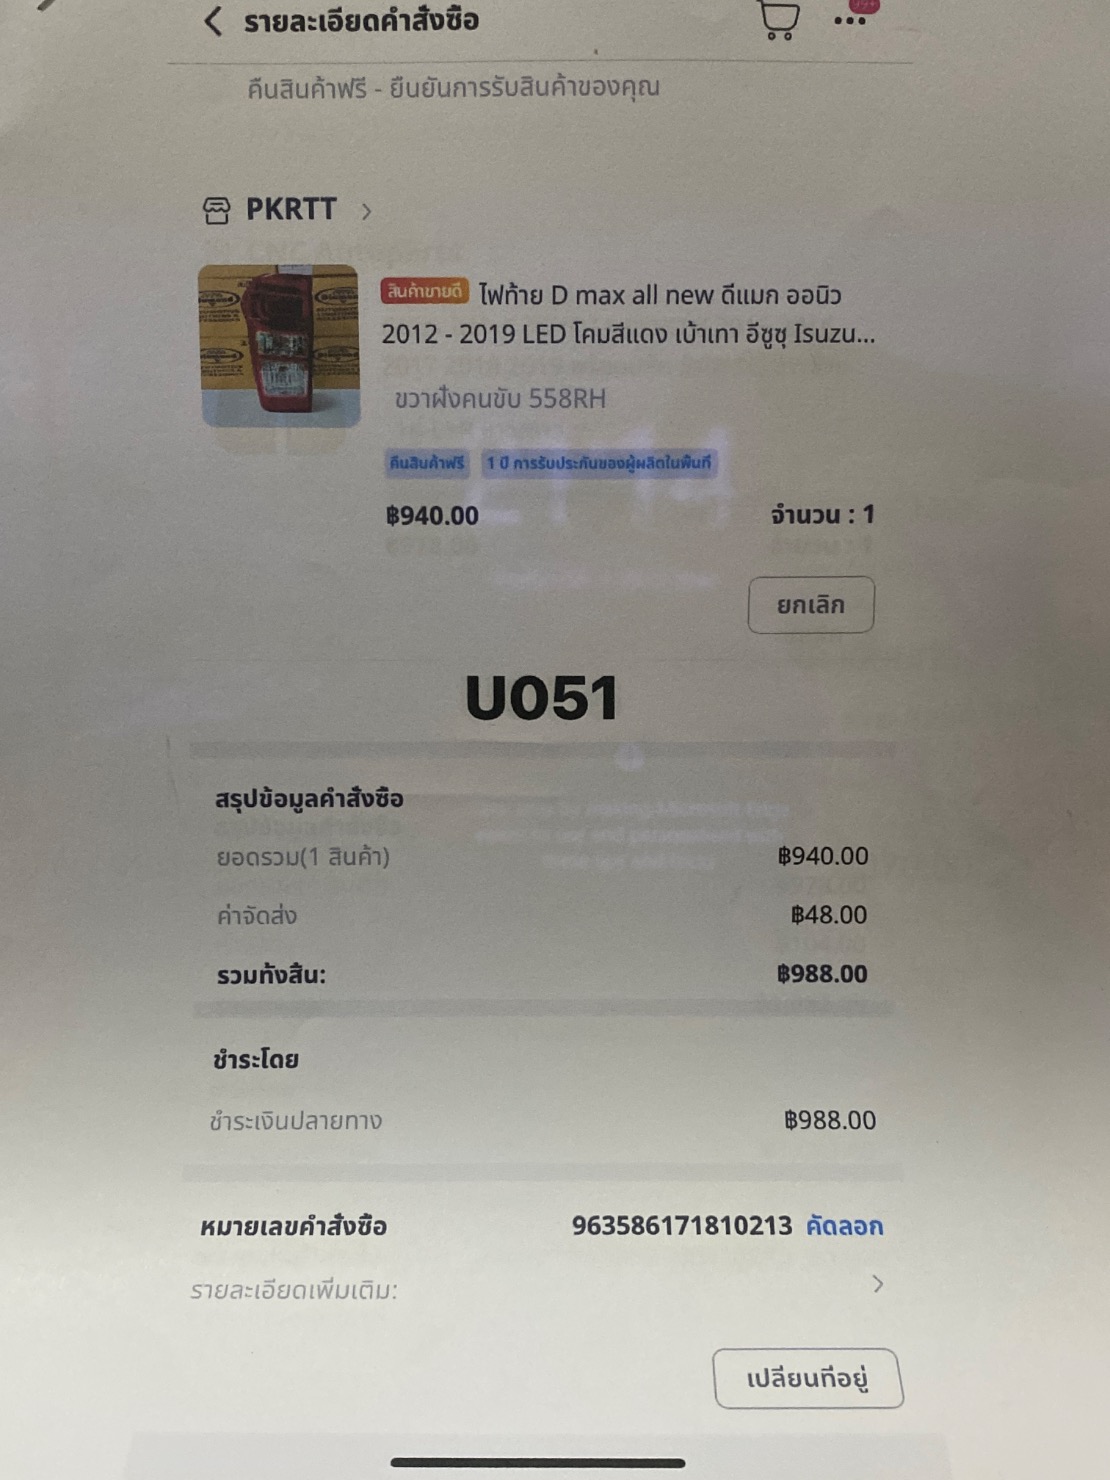 รายละเอียดคำสั่งซื้อ
99+
คืนสินค้าฟรี - ยืนยันการรับสินค้าของคุณ
PKRTT
สินค้าขายดี ไฟท้าย D max all new ดีแมก ออนิว
2012 - 2019 LED โคมสีแดง เบ้าเทา อีซูซุ Isuzu...
ขวาฝั่งคนขับ 558RH
คืนสินค้าฟรี 1 ปี การรับประกันของผู้ผลิตในพื้นที่
฿940.00 จำนวน : 1
ยกเลิก
U051
สรุปข้อมูลคำสั่งซื้อ
ยอดรวม(1 สินค้า) ฿940.00
ค่าจัดส่ง ฿48.00
รวมทั้งสิ้น: ฿988.00
ชำระโดย
ชำระเงินปลายทาง ฿988.00
หมายเลขคำสั่งซื้อ 963586171810213 คัดลอก
รายละเอียดเพิ่มเติม:
เปลี่ยนที่อยู่